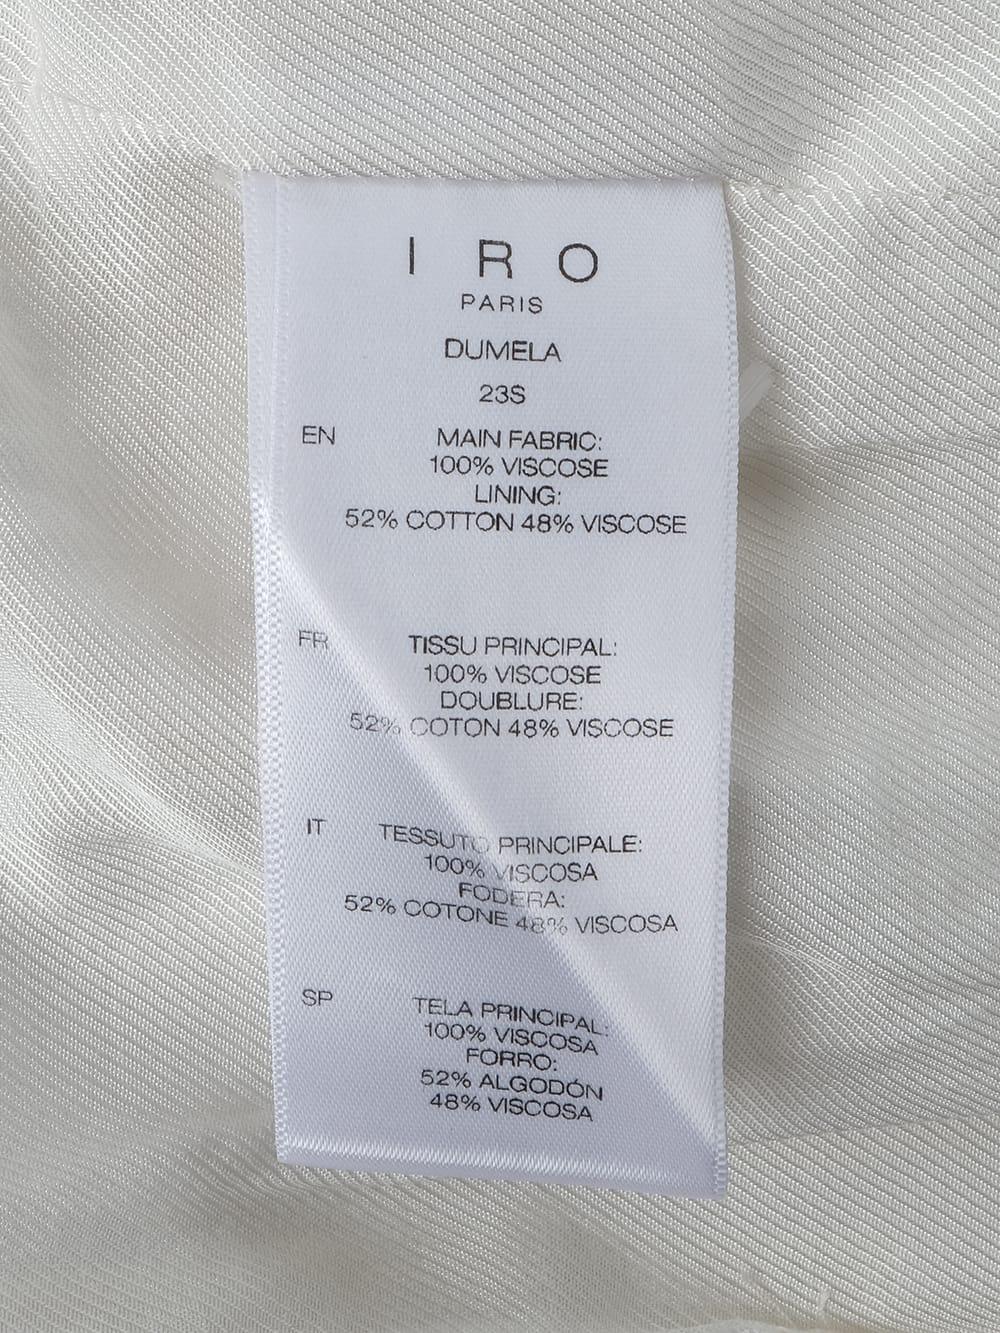 IRO
PARIS
DUMELA
23S
EN MAIN FABRIC:
100% VISCOSE
LINING:
52% COTTON 48% VISCOSE
FR TISSU PRINCIPAL:
100% VISCOSE
DOUBLURE:
52% COTON 48% VISCOSE
IT TESSUTO PRINCIPALE:
100% VISCOSA
FODERA:
52% COTONE 48% VISCOSA
SP TELA PRINCIPAL:
100% VISCOSA
FORRO:
52% ALGODÓN
48% VISCOSA